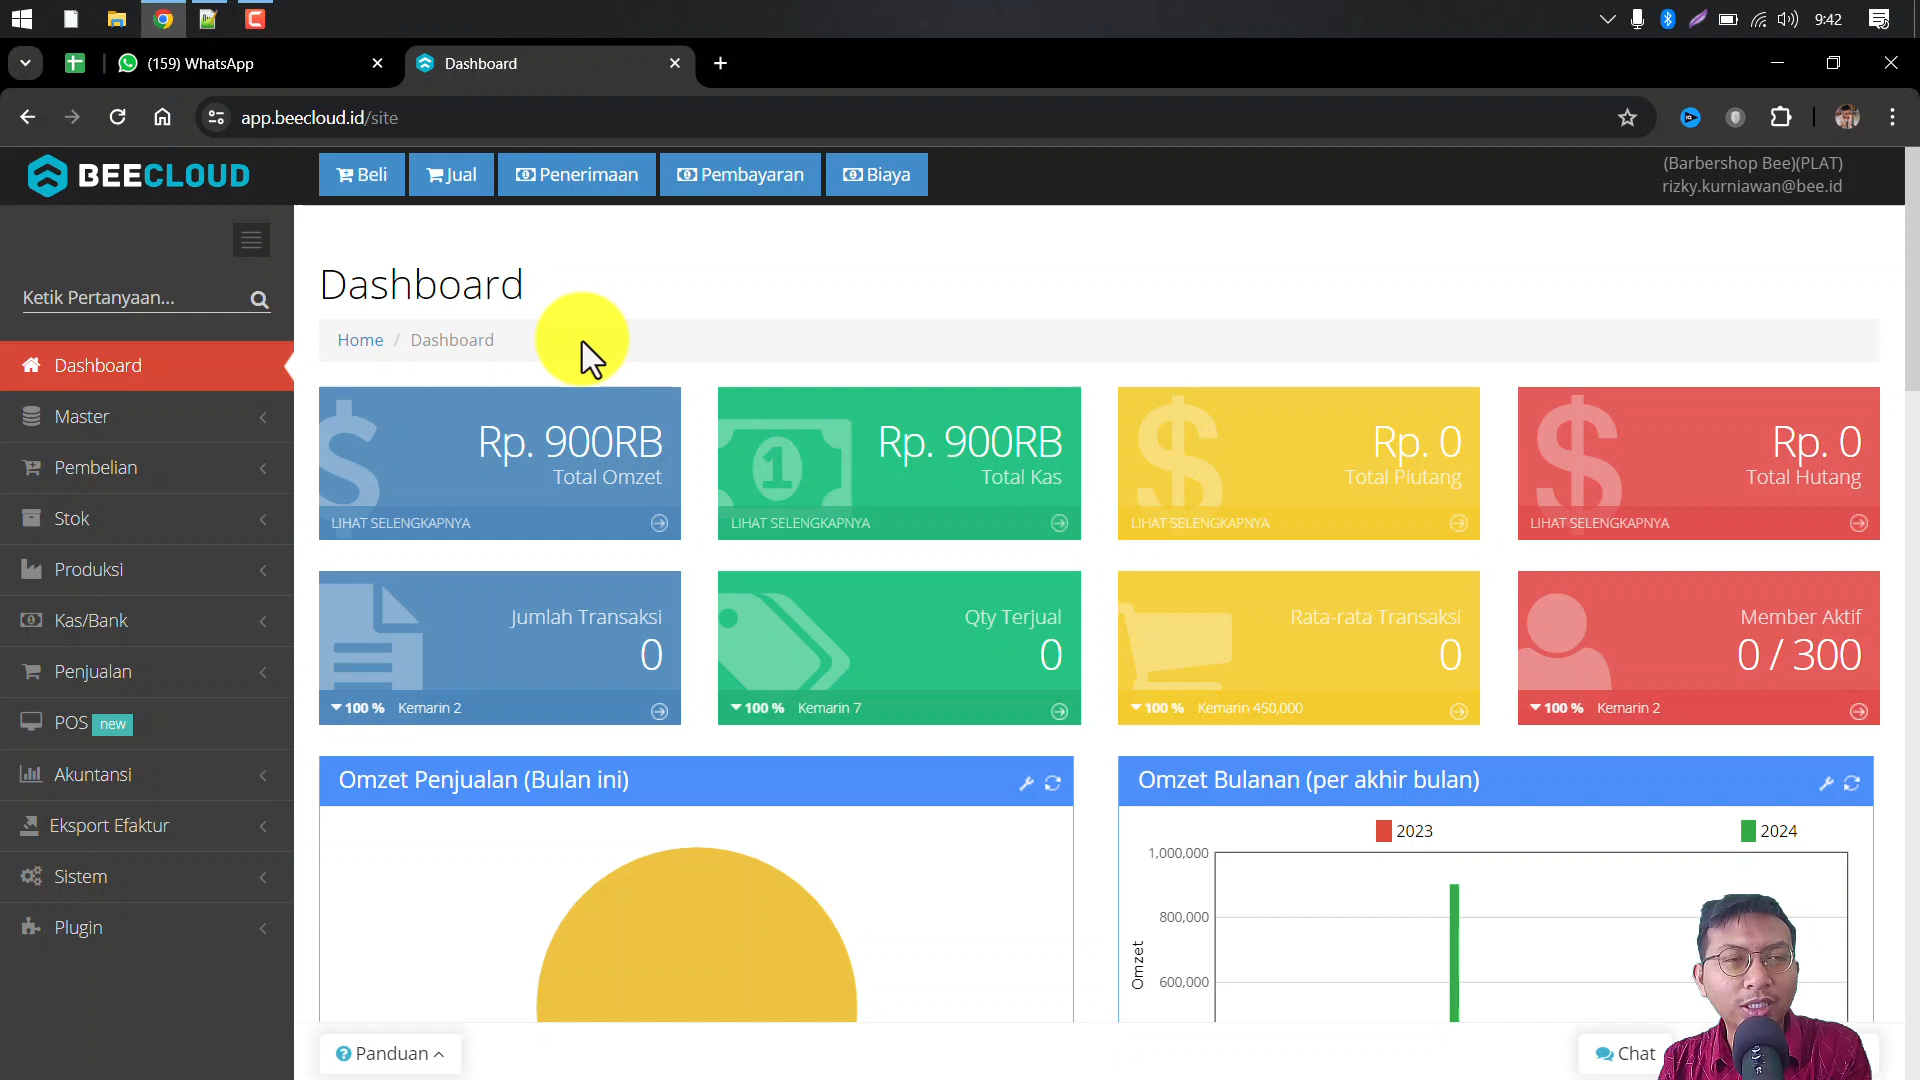 9:42
(159) WhatsApp
Dashboard
app.beecloud.id/site
BEECLOUD
Beli
Jual
Penerimaan
Pembayaran
Biaya
(Barbershop Bee)(PLAT)
rizky.kurniawan@bee.id
Ketik Pertanyaan...
Dashboard
Master
Pembelian
Stok
Produksi
Kas/Bank
Penjualan
POS new
Akuntansi
Eksport Efaktur
Sistem
Plugin
Dashboard
Home / Dashboard
Rp. 900RB
Total Omzet
LIHAT SELENGKAPNYA
Rp. 900RB
Total Kas
LIHAT SELENGKAPNYA
Rp. 0
Total Piutang
LIHAT SELENGKAPNYA
Rp. 0
Total Hutang
LIHAT SELENGKAPNYA
Jumlah Transaksi
0
100 % Kemarin 2
Qty Terjual
0
100 % Kemarin 7
Rata-rata Transaksi
0
100 % Kemarin 450,000
Member Aktif
0 / 300
100 % Kemarin 2
Omzet Penjualan (Bulan ini)
Omzet Bulanan (per akhir bulan)
2023
2024
1,000,000
800,000
600,000
Omzet
Panduan
Chat